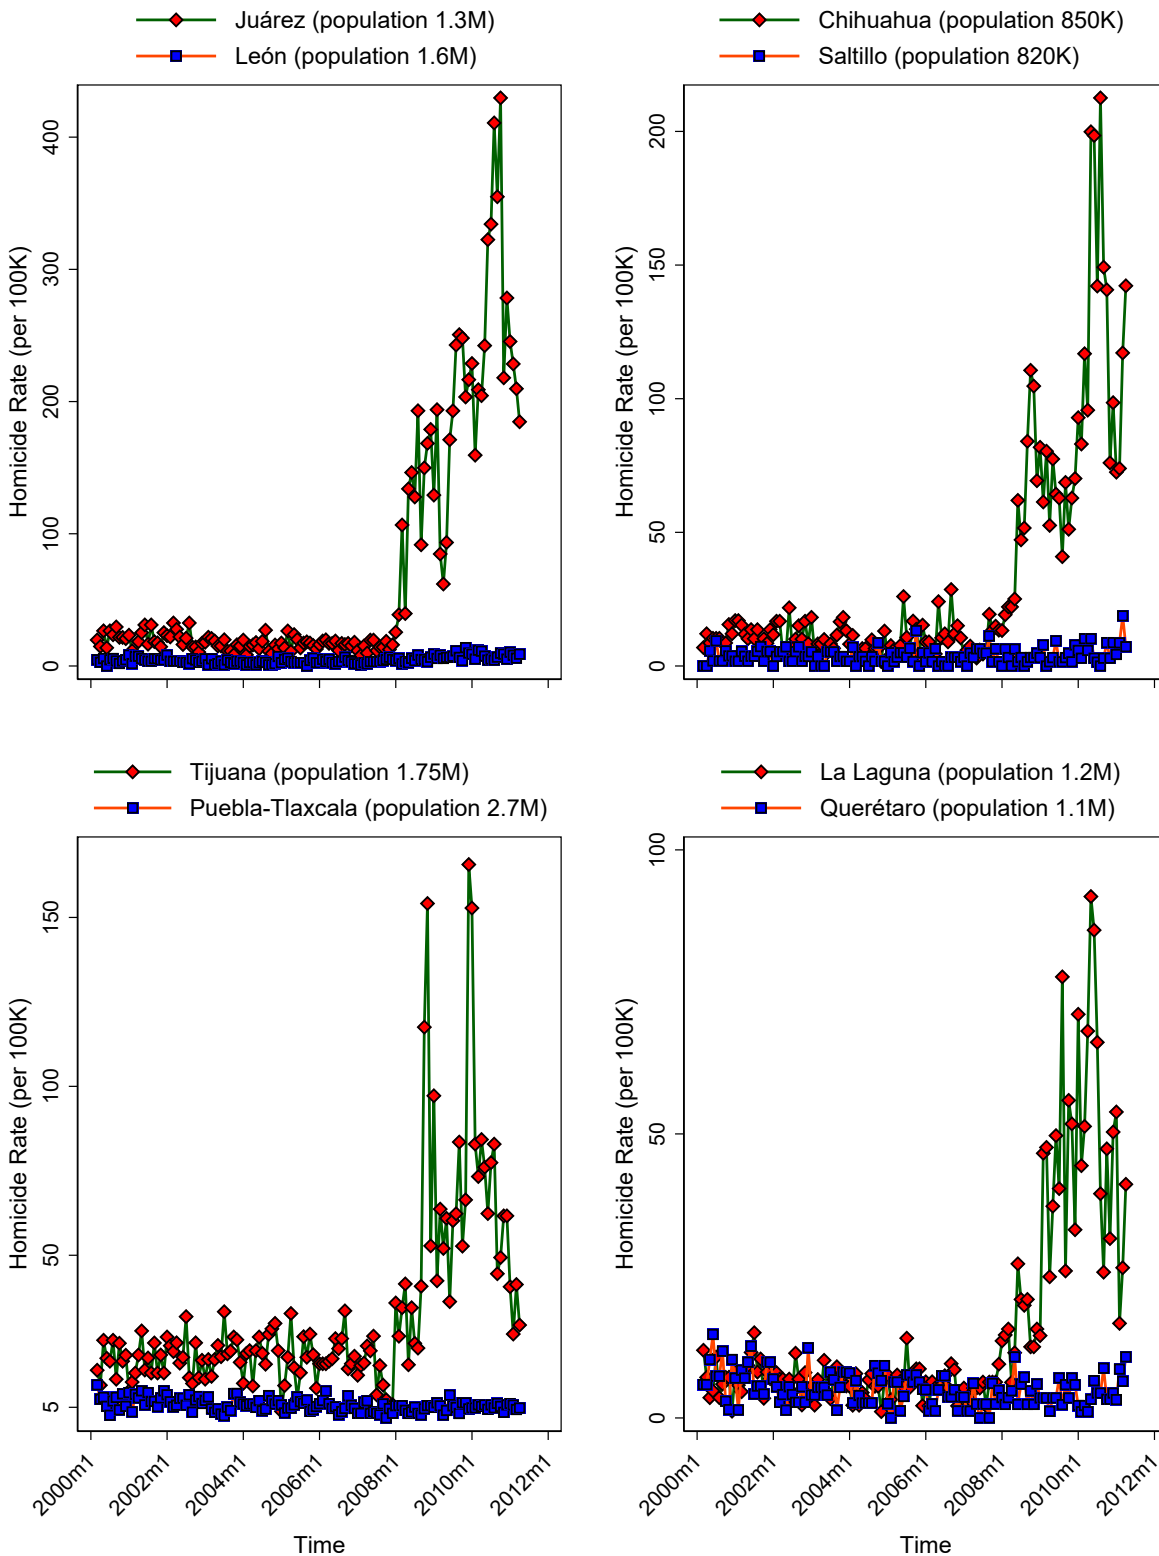 Juárez (population 1.3M)
León (population 1.6M)
Homicide Rate (per 100K)
400
300
200
100
0
Chihuahua (population 850K)
Saltillo (population 820K)
Homicide Rate (per 100K)
200
150
100
50
0
Tijuana (population 1.75M)
Puebla-Tlaxcala (population 2.7M)
Homicide Rate (per 100K)
150
100
50
5
2000m1
2002m1
2004m1
2006m1
2008m1
2010m1
2012m1
Time
La Laguna (population 1.2M)
Querétaro (population 1.1M)
Homicide Rate (per 100K)
100
50
0
2000m1
2002m1
2004m1
2006m1
2008m1
2010m1
2012m1
Time